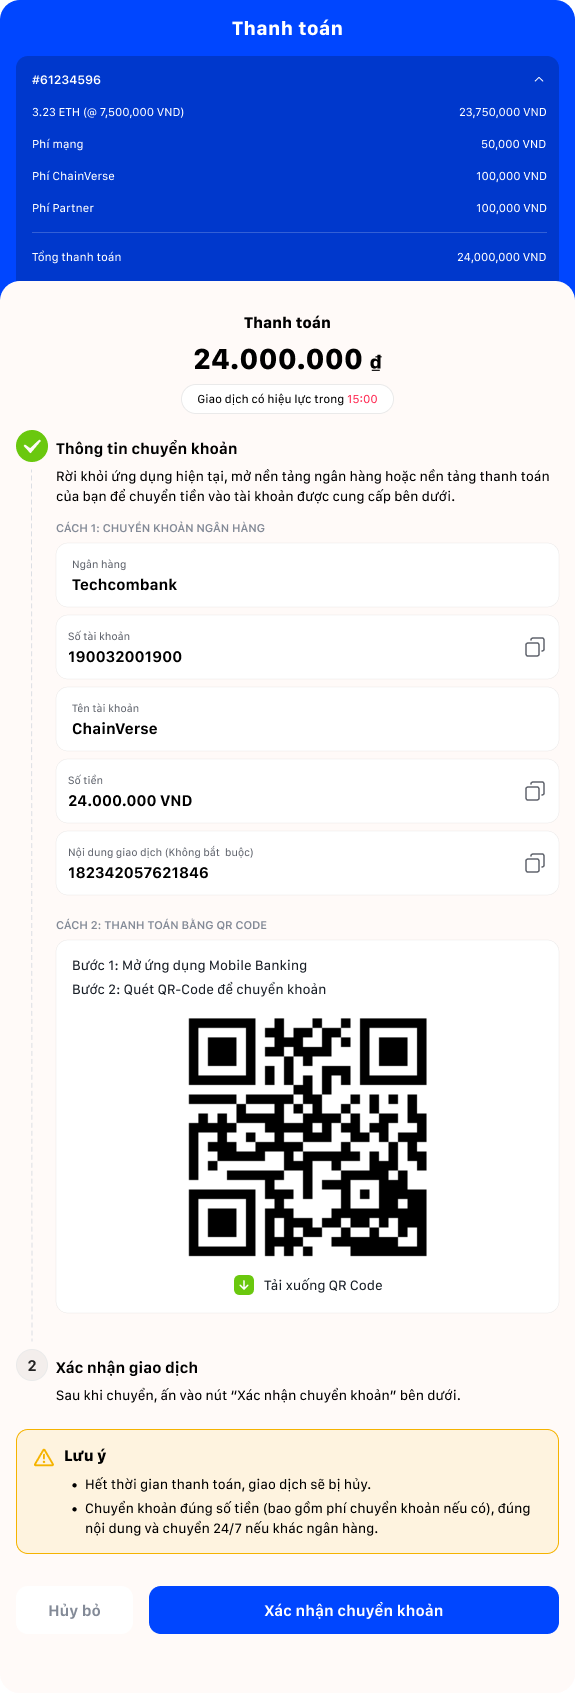 Thanh toán
#61234596
3.23 ETH (@ 7,500,000 VND) 23,750,000 VND
Phí mạng 50,000 VND
Phí ChainVerse 100,000 VND
Phí Partner 100,000 VND
Tổng thanh toán 24,000,000 VND
Thanh toán
24.000.000 ₫
Giao dịch có hiệu lực trong 15:00
Thông tin chuyển khoản
Rời khỏi ứng dụng hiện tại, mở nền tảng ngân hàng hoặc nền tảng thanh toán
của bạn để chuyển tiền vào tài khoản được cung cấp bên dưới.
CÁCH 1: CHUYỂN KHOẢN NGÂN HÀNG
Ngân hàng
Techcombank
Số tài khoản
190032001900
Tên tài khoản
ChainVerse
Số tiền
24.000.000 VND
Nội dung giao dịch (Không bắt buộc)
182342057621846
CÁCH 2: THANH TOÁN BẰNG QR CODE
Bước 1: Mở ứng dụng Mobile Banking
Bước 2: Quét QR-Code để chuyển khoản
Tải xuống QR Code
2 Xác nhận giao dịch
Sau khi chuyển, ấn vào nút “Xác nhận chuyển khoản” bên dưới.
Lưu ý
• Hết thời gian thanh toán, giao dịch sẽ bị hủy.
• Chuyển khoản đúng số tiền (bao gồm phí chuyển khoản nếu có), đúng
nội dung và chuyển 24/7 nếu khác ngân hàng.
Hủy bỏ
Xác nhận chuyển khoản